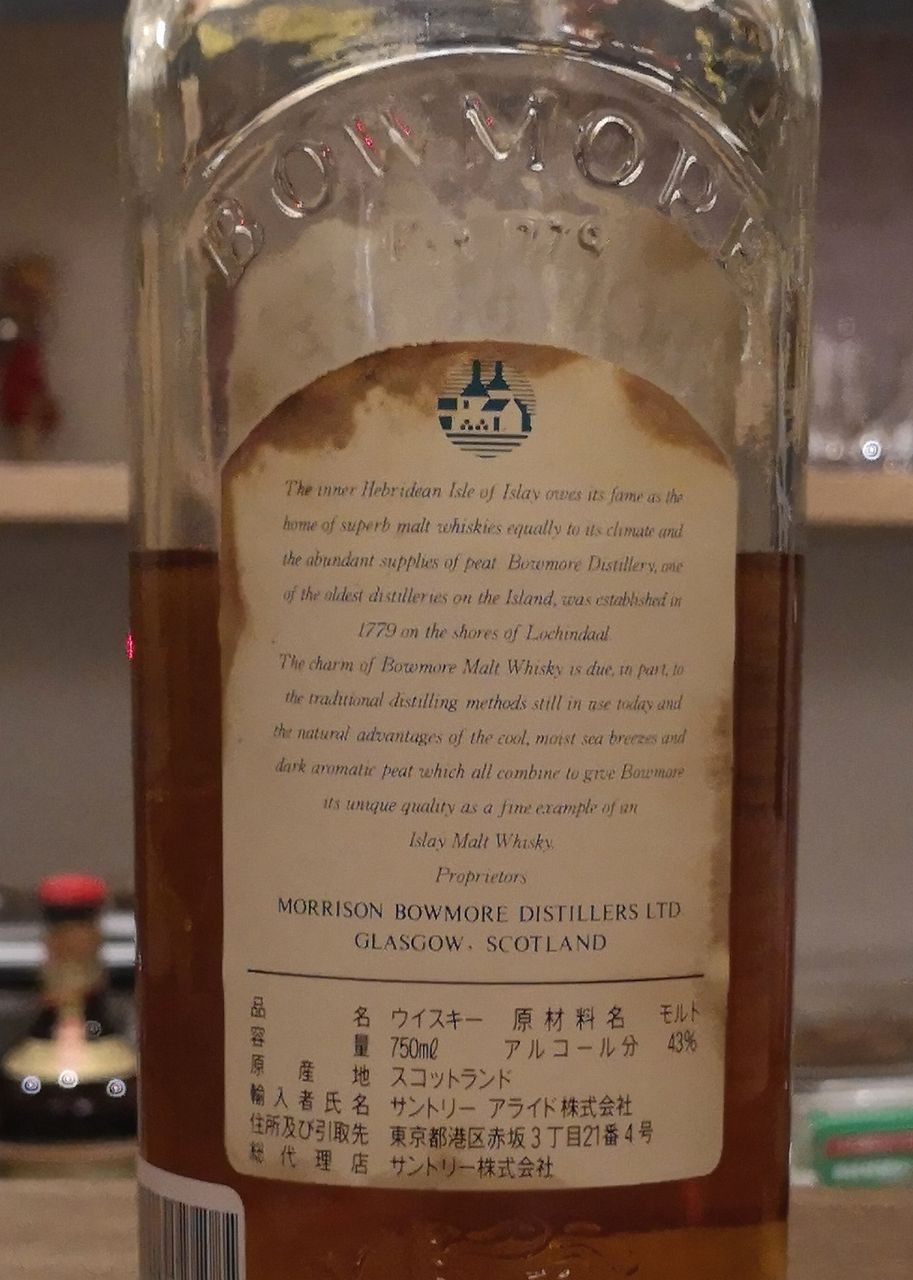 BOWMORE
Est 1779
The inner Hebridean Isle of Islay owes its fame as the
home of superb malt whiskies equally to its climate and
the abundant supplies of peat Bowmore Distillery, one
of the oldest distilleries on the Island, was established in
1779 on the shores of Lochindaal.
The charm of Bowmore Malt Whisky is due, in part, to
the traditional distilling methods still in use today and
the natural advantages of the cool, moist sea breezes and
dark aromatic peat which all combine to give Bowmore
its unique quality as a fine example of an
Islay Malt Whisky.
Proprietors
MORRISON BOWMORE DISTILLERS LTD
GLASGOW, SCOTLAND
品名 ウイスキー 原材料名 モルト
容量 750ml アルコール分 43%
原産地 スコットランド
輸入者氏名 サントリー アライド株式会社
住所及び引取先 東京都港区赤坂3丁目21番4号
総代理店 サントリー株式会社